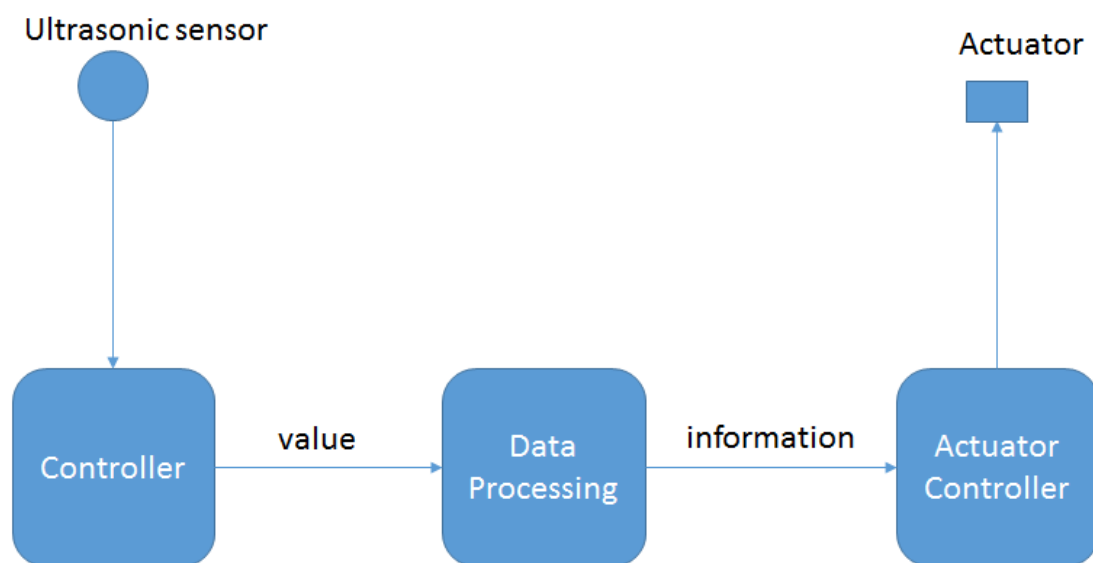 Ultrasonic sensor
Actuator
Controller
value
Data
Processing
information
Actuator
Controller